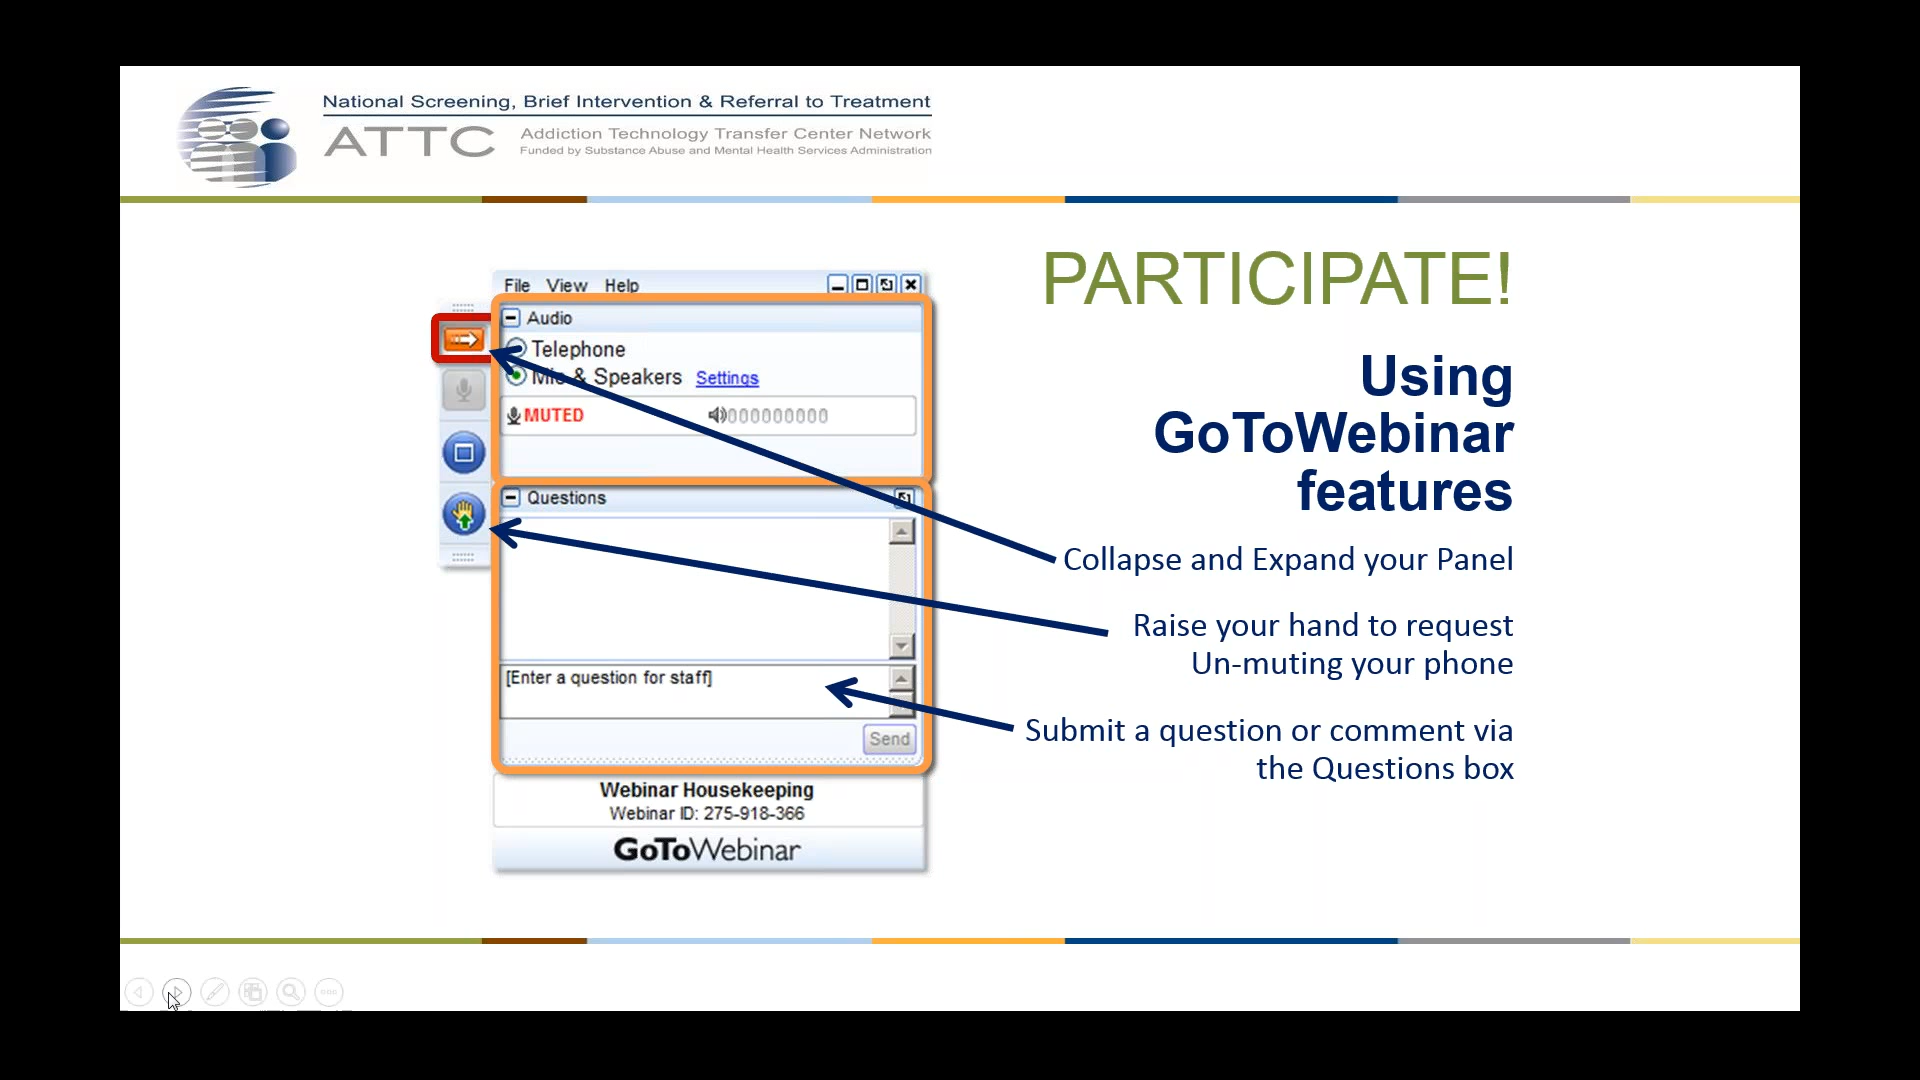 National Screening, Brief Intervention & Referral to Treatment
ATTC
Addiction Technology Transfer Center Network
Funded by Substance Abuse and Mental Health Services Administration
File View Help
Audio
Telephone
Mic & Speakers Settings
MUTED
Questions
[Enter a question for staff]
Send
Webinar Housekeeping
Webinar ID: 275-918-366
GoToWebinar
PARTICIPATE!
Using
GoToWebinar
features
Collapse and Expand your Panel
Raise your hand to request
Un-muting your phone
Submit a question or comment via
the Questions box